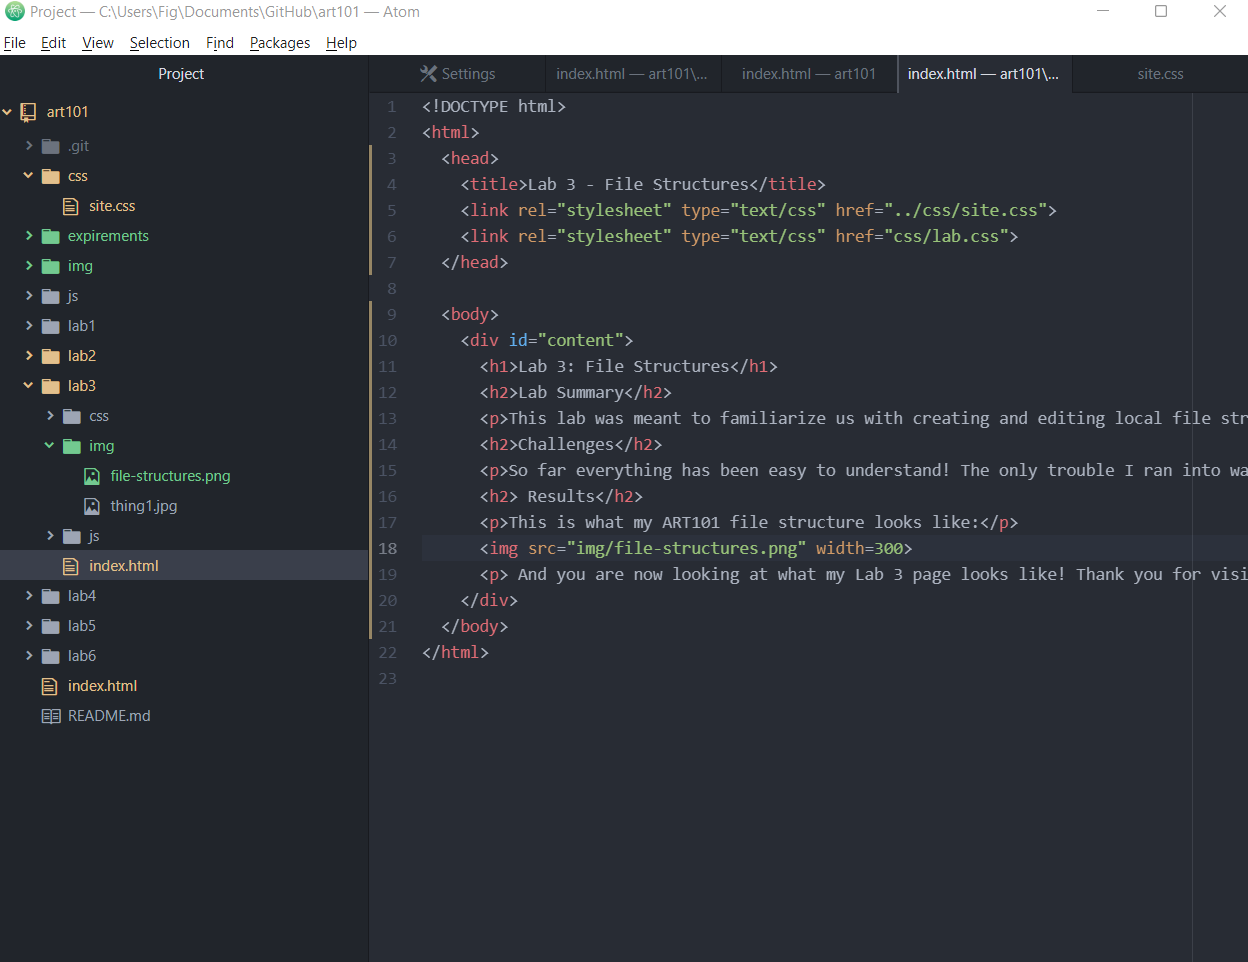 Project — C:\Users\Fig\Documents\GitHub\art101 — Atom
File Edit View Selection Find Packages Help
Project
art101
.git
css
site.css
expirements
img
js
lab1
lab2
lab3
css
img
file-structures.png
thing1.jpg
js
index.html
lab4
lab5
lab6
index.html
README.md
Settings index.html — art101\... index.html — art101 index.html — art101\... site.css
1 <!DOCTYPE html>
2 <html>
3 <head>
4 <title>Lab 3 - File Structures</title>
5 <link rel="stylesheet" type="text/css" href="../css/site.css">
6 <link rel="stylesheet" type="text/css" href="css/lab.css">
7 </head>
8
9 <body>
10 <div id="content">
11 <h1>Lab 3: File Structures</h1>
12 <h2>Lab Summary</h2>
13 <p>This lab was meant to familiarize us with creating and editing local file str
14 <h2>Challenges</h2>
15 <p>So far everything has been easy to understand! The only trouble I ran into wa
16 <h2> Results</h2>
17 <p>This is what my ART101 file structure looks like:</p>
18 <img src="img/file-structures.png" width=300>
19 <p> And you are now looking at what my Lab 3 page looks like! Thank you for visi
20 </div>
21 </body>
22 </html>
23